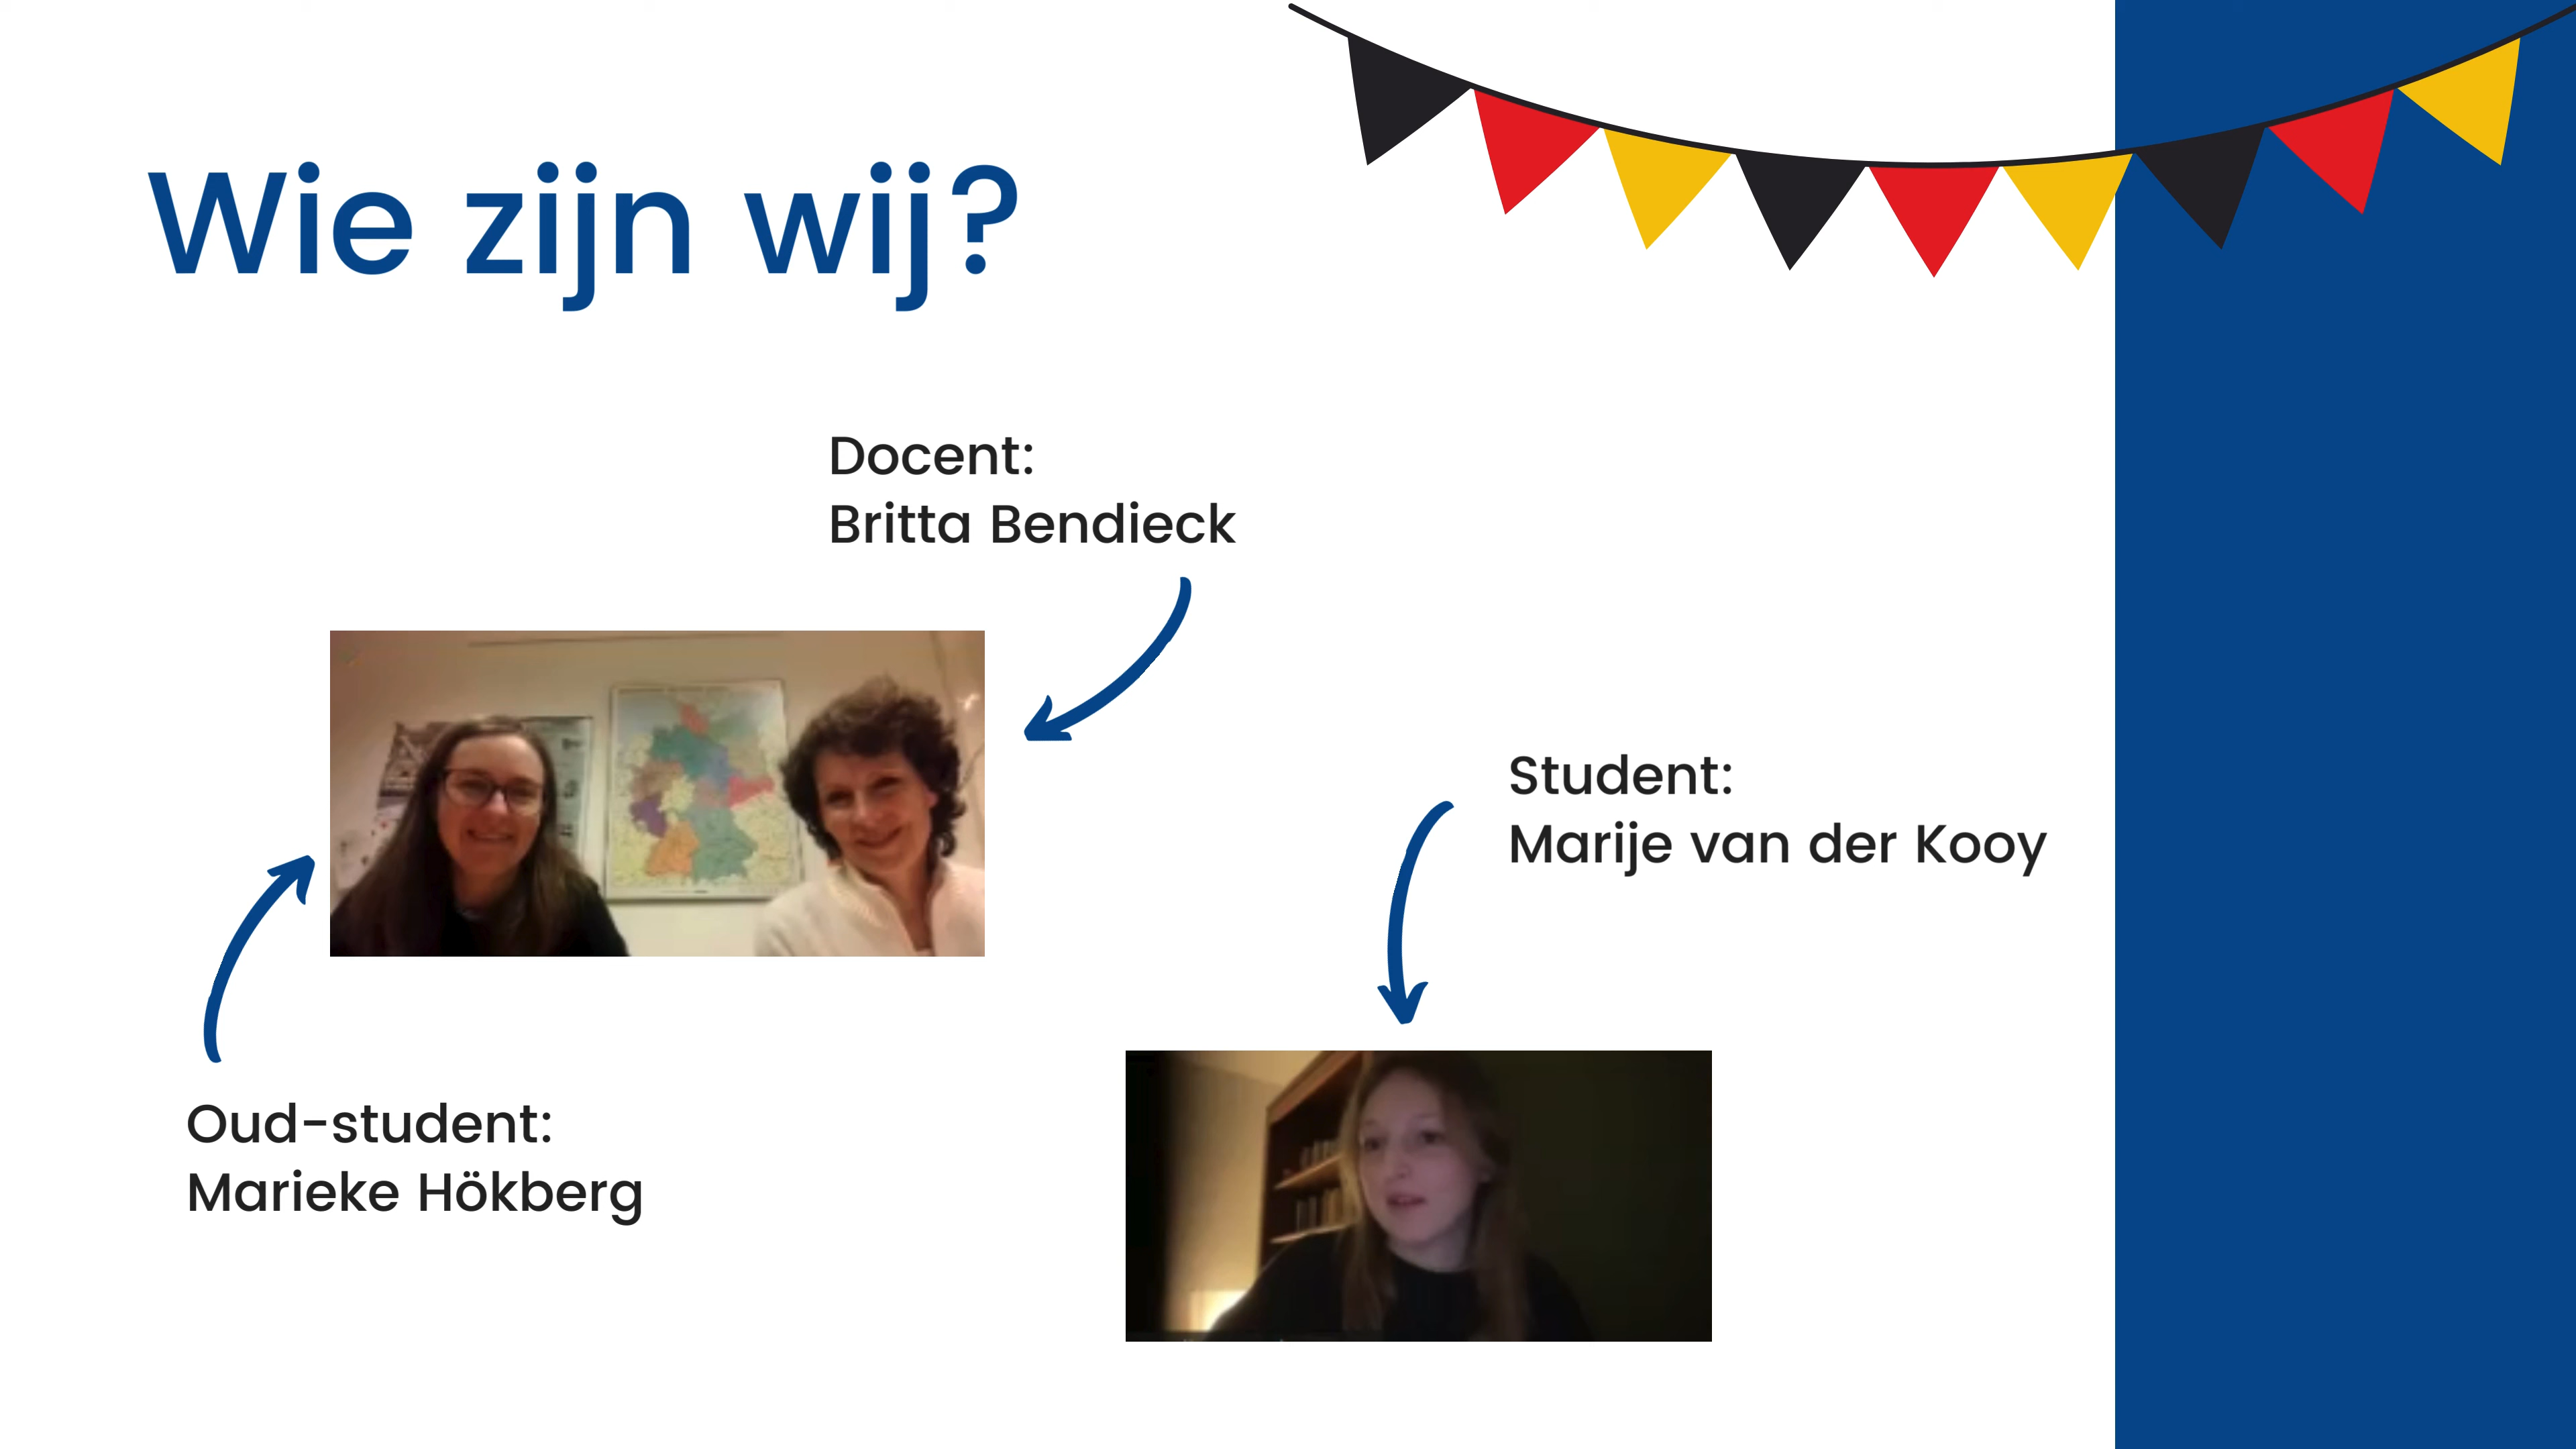 Wie zijn wij?
Docent:
Britta Bendieck
Student:
Marije van der Kooy
Oud-student:
Marieke Hökberg